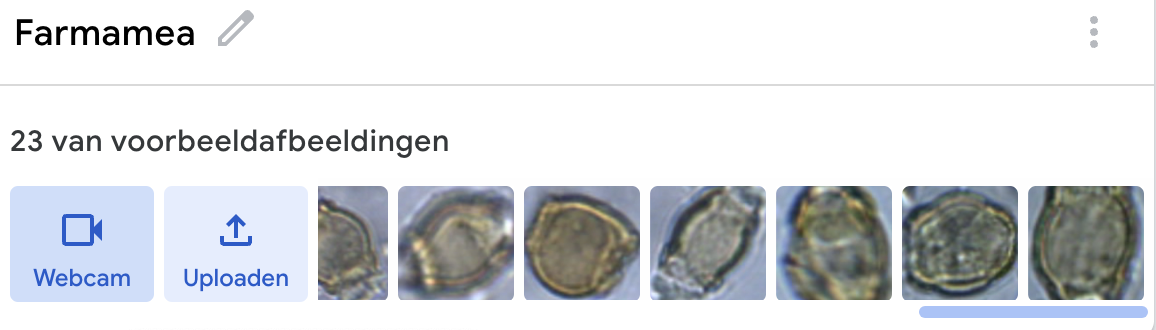 Farmamea
23 van voorbeeldafbeeldingen
Webcam
Uploaden